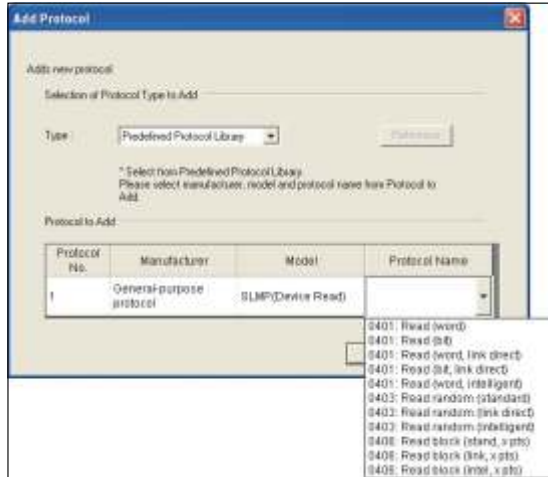 Add Protocol
Adds new protocol.
Selection of Protocol Type to Add
Type
Predefined Protocol Library
Reference
* Select from Predefined Protocol Library.
Please select manufacturer, model and protocol name from Protocol to
Add.
Protocol to Add
Protocol No.
Manufacturer
Model
Protocol Name
1
General-purpose protocol
SLMP(Device Read)
0401: Read (word)
0401: Read (bit)
0401: Read (word, link direct)
0401: Read (bit, link direct)
0401: Read (word, intelligent)
0403: Read random (standard)
0403: Read random (link direct)
0403: Read random (intelligent)
0406: Read block (stand, x pts)
0406: Read block (link, x pts)
0406: Read block (intel, x pts)